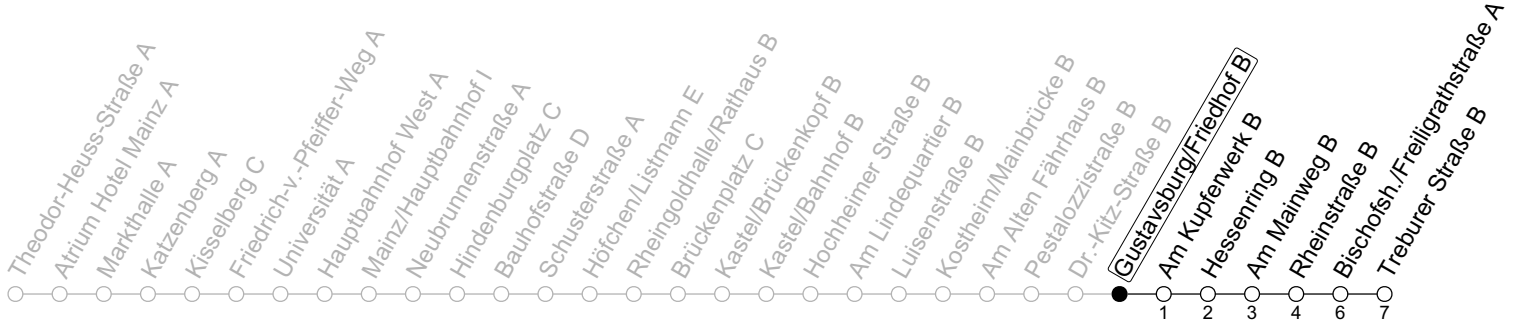 Theodor-Heuss-Straße A
Atrium Hotel Mainz A
Markthalle A
Katzenberg A
Kisselberg C
Friedrich-v.-Pfeiffer-Weg A
Universität A
Hauptbahnhof West A
Mainz/Hauptbahnhof I
Neubrunnenstraße A
Hindenburgplatz C
Bauhofstraße D
Schusterstraße A
Höfchen/Listmann E
Rheingoldhalle/Rathaus B
Brückenplatz C
Kastel/Brückenkopf B
Kastel/Bahnhof B
Hochheimer Straße B
Am Lindequartier B
Luisenstraße B
Kostheim/Mainbrücke B
Am Alten Fährhaus B
Pestalozzistraße B
Dr.-Kitz-Straße B
Gustavsburg/Friedhof B
Am Kupferwerk B
Hessenring B
Am Mainweg B
Rheinstraße B
Bischofsh./Freiligrathstraße A
Treburer Straße B
1 2 3 4 6 7